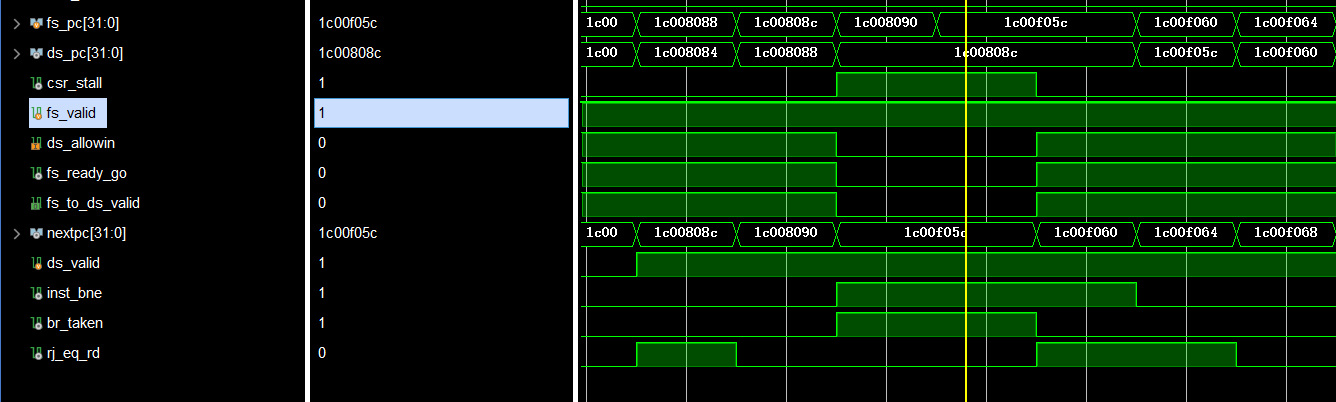 fs_pc[31:0] 1c00f05c 1c00 1c008088 1c00808c 1c008090 1c00f05c 1c00f060 1c00f064
ds_pc[31:0] 1c00808c 1c00 1c008084 1c008088 1c00808c 1c00f05c 1c00f060
csr_stall 1
fs_valid 1
ds_allowin 0
fs_ready_go 0
fs_to_ds_valid 0
nextpc[31:0] 1c00f05c 1c00 1c00808c 1c008090 1c00f05c 1c00f060 1c00f064 1c00f068
ds_valid 1
inst_bne 1
br_taken 1
rj_eq_rd 0